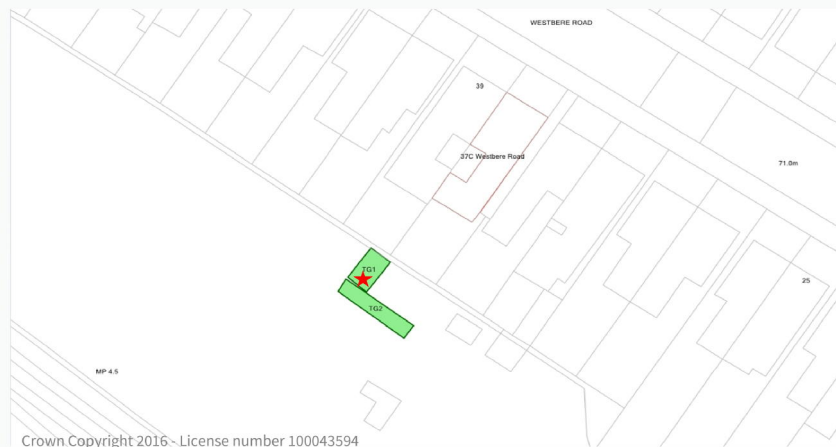 WESTBERE ROAD
39
37C Westbere Road
71.0m
TG1
25
TG2
MP 4.5
Crown Copyright 2016 - License number 100043594